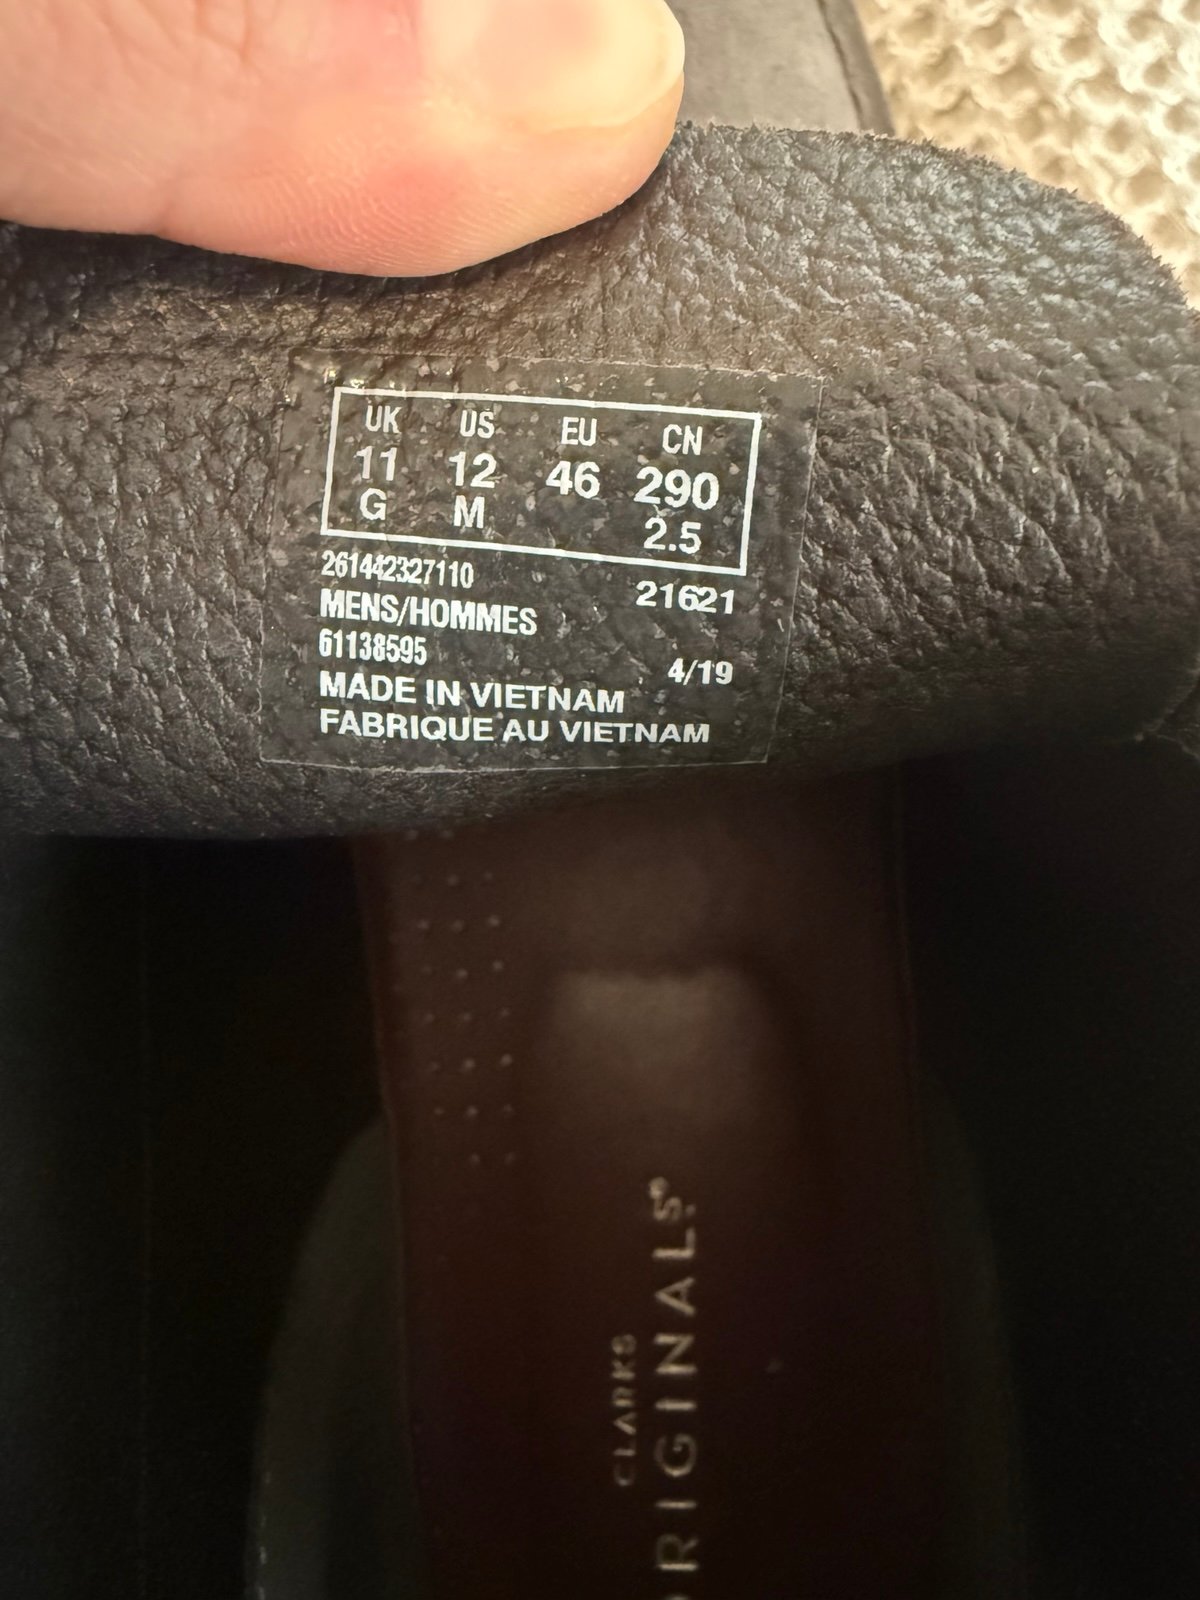 UK US EU CN
11 12 46 290
G M 2.5
261442327110
21621
MENS/HOMMES
61138595
4/19
MADE IN VIETNAM
FABRIQUE AU VIETNAM
CLARKS
ORIGINALS®